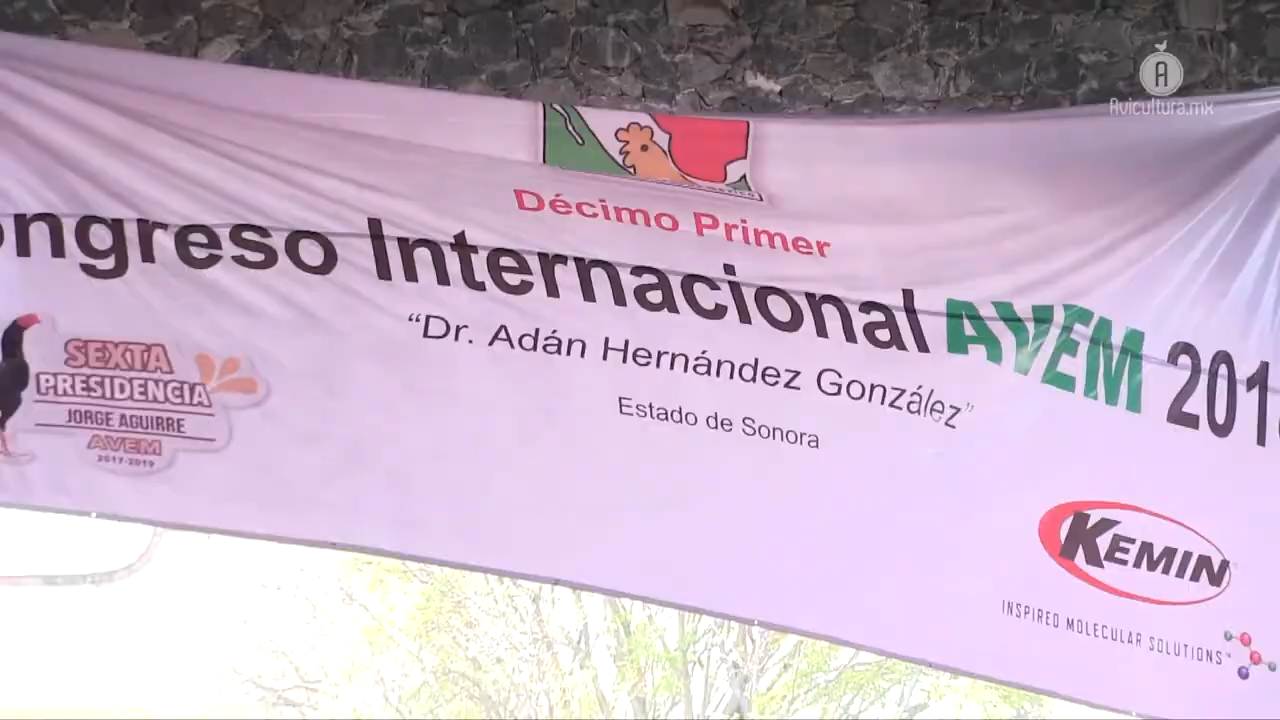 Avicultura.mx
Décimo Primer
ongreso Internacional AVEM 201
“Dr. Adán Hernández González”
Estado de Sonora
SEXTA
PRESIDENCIA
JORGE AGUIRRE
AVEM
2017-2019
KEMIN
INSPIRED MOLECULAR SOLUTIONS™